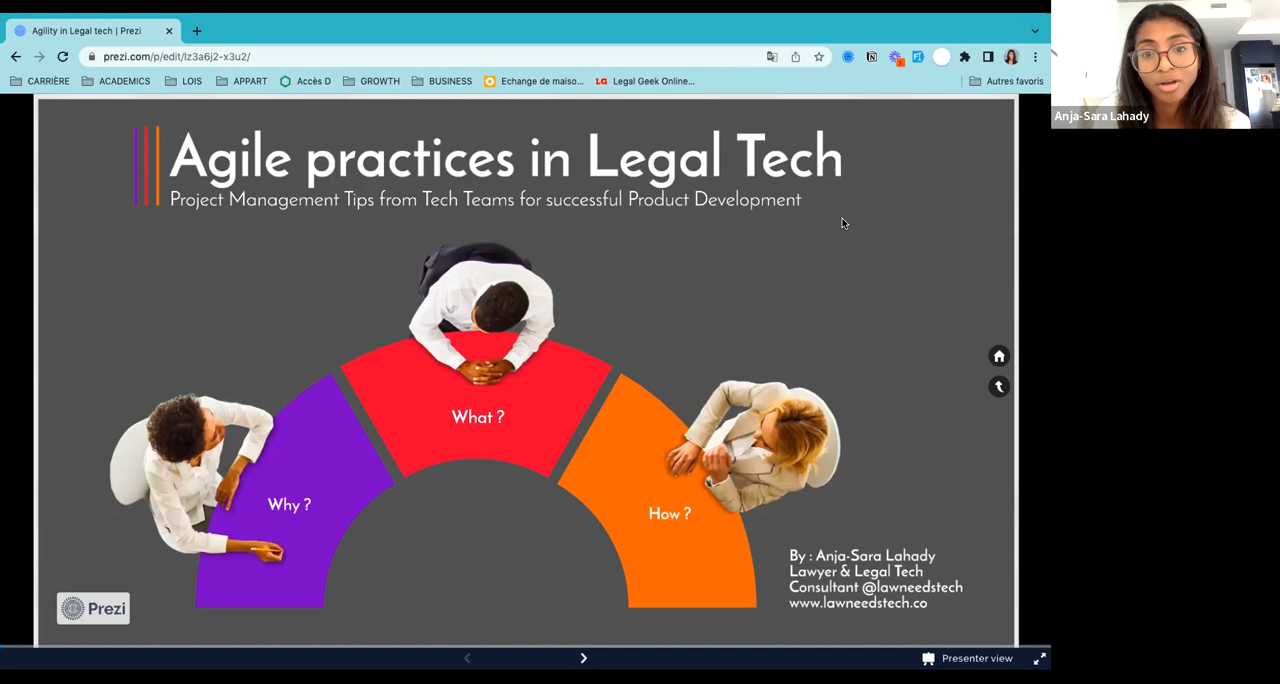 Agility in Legal tech | Prezi
prezi.com/p/edit/lz3a6j2-x3u2/
CARRIÈRE ACADEMICS LOIS APPART Accès D GROWTH BUSINESS Echange de maiso... LG Legal Geek Online... Autres favoris
Agile practices in Legal Tech
Project Management Tips from Tech Teams for successful Product Development
What ?
Why ?
How ?
By : Anja-Sara Lahady
Lawyer & Legal Tech
Consultant @lawneedstech
www.lawneedstech.co
Prezi
Presenter view
Anja-Sara Lahady